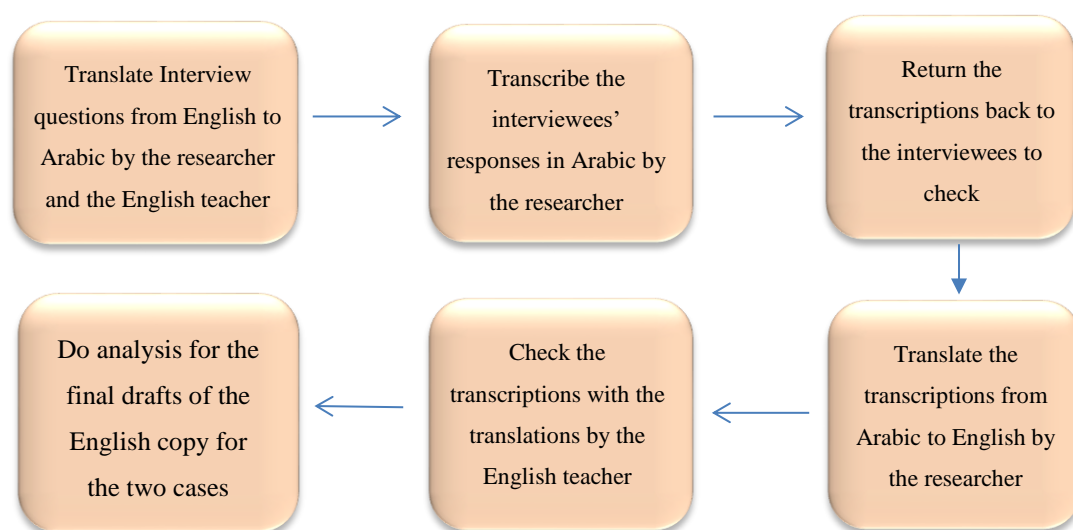 Translate Interview
questions from English to
Arabic by the researcher
and the English teacher
Transcribe the
interviewees’
responses in Arabic by
the researcher
Return the
transcriptions back to
the interviewees to
check
Translate the
transcriptions from
Arabic to English by
the researcher
Check the
transcriptions with the
translations by the
English teacher
Do analysis for the
final drafts of the
English copy for
the two cases